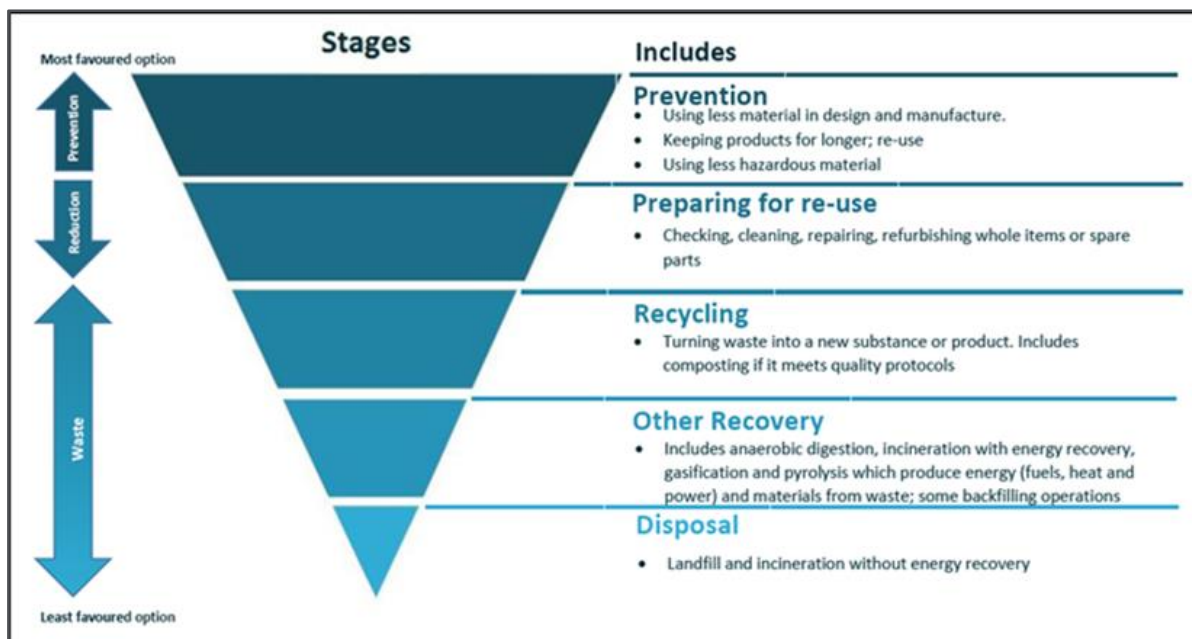 Stages
Includes
Most favoured option
Prevention
Reduction
Waste
Least favoured option
Prevention
• Using less material in design and manufacture.
• Keeping products for longer; re-use
• Using less hazardous material
Preparing for re-use
• Checking, cleaning, repairing, refurbishing whole items or spare
parts
Recycling
• Turning waste into a new substance or product. Includes
composting if it meets quality protocols
Other Recovery
• Includes anaerobic digestion, incineration with energy recovery,
gasification and pyrolysis which produce energy (fuels, heat and
power) and materials from waste; some backfilling operations
Disposal
• Landfill and incineration without energy recovery